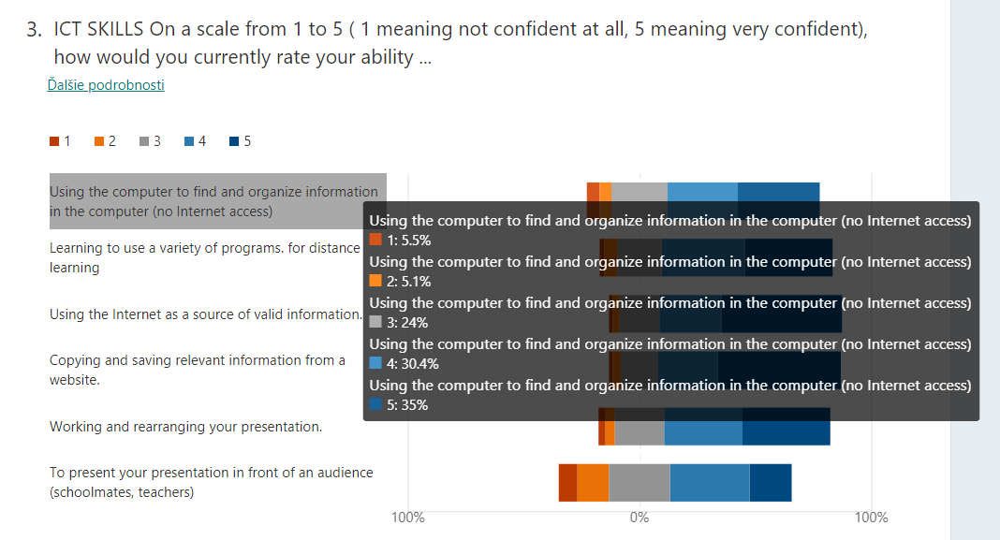 3. ICT SKILLS On a scale from 1 to 5 ( 1 meaning not confident at all, 5 meaning very confident),
how would you currently rate your ability ...
Ďalšie podrobnosti
1 2 3 4 5
Using the computer to find and organize information
in the computer (no Internet access)
Using the computer to find and organize information in the computer (no Internet access)
1: 5.5%
Using the computer to find and organize information in the computer (no Internet access)
2: 5.1%
Using the computer to find and organize information in the computer (no Internet access)
3: 24%
Using the computer to find and organize information in the computer (no Internet access)
4: 30.4%
Using the computer to find and organize information in the computer (no Internet access)
5: 35%
Learning to use a variety of programs. for distance
learning
Using the Internet as a source of valid information.
Copying and saving relevant information from a
website.
Working and rearranging your presentation.
To present your presentation in front of an audience
(schoolmates, teachers)
100% 0% 100%